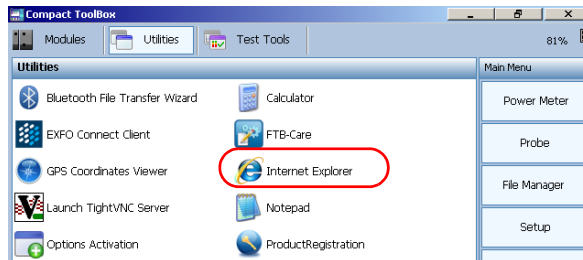 Compact ToolBox
Modules Utilities Test Tools 81%
Utilities Main Menu
Bluetooth File Transfer Wizard Calculator Power Meter
EXFO Connect Client FTB-Care Probe
GPS Coordinates Viewer Internet Explorer File Manager
Launch TightVNC Server Notepad Setup
Options Activation ProductRegistration